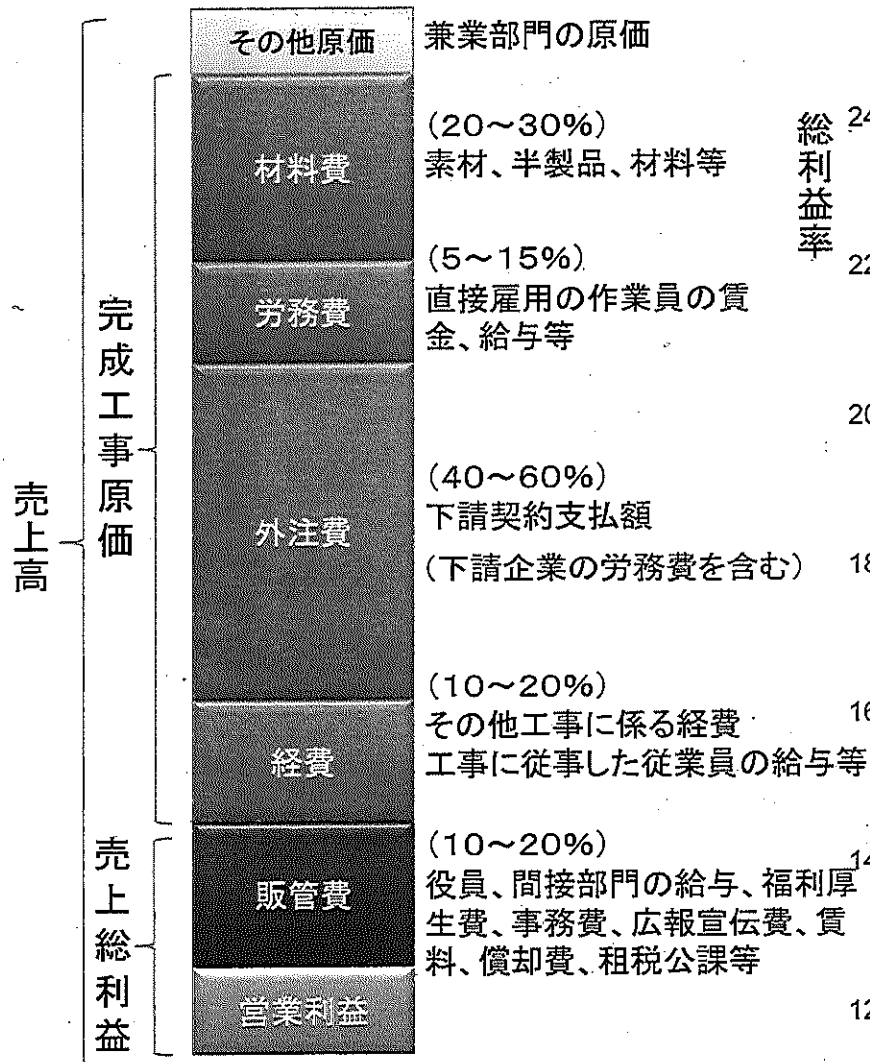 その他原価
兼業部門の原価
材料費
(20～30%)
素材、半製品、材料等
労務費
(5～15%)
直接雇用の作業員の賃
金、給与等
外注費
(40～60%)
下請契約支払額
(下請企業の労務費を含む)
経費
(10～20%)
その他工事に係る経費
工事に従事した従業員の給与等
販管費
(10～20%)
役員、間接部門の給与、福利厚
生費、事務費、広報宣伝費、賃
料、償却費、租税公課等
営業利益
売上高
完成工事原価
売上総利益
総利益率
24
22
20
18
16
14
12